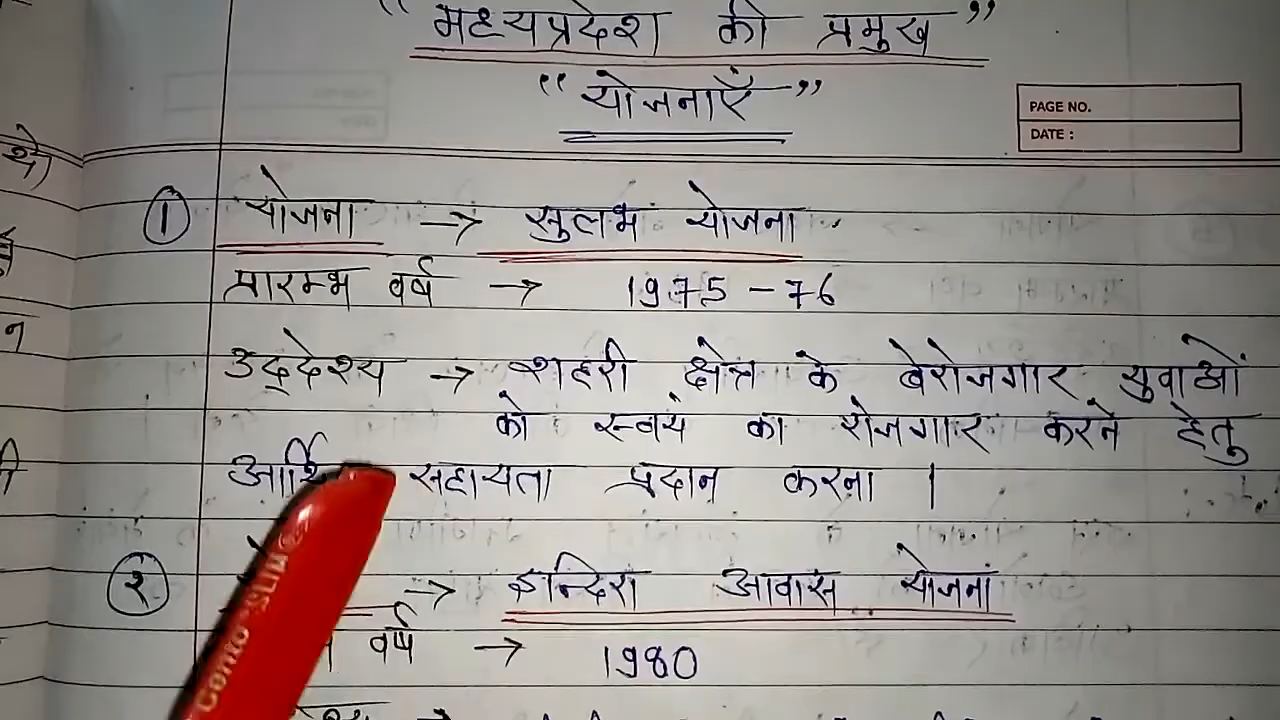 “मध्यप्रदेश की प्रमुख”
“योजनाएँ”
PAGE NO.
DATE :
① योजना → सुलभ योजना
प्रारम्भ वर्ष → 1975-76
उद्देश्य → शहरी क्षेत्र के बेरोजगार युवाओं
को स्वयं का रोजगार करने हेतु
आर्थिक सहायता प्रदान करना ।
② → इन्दिरा आवास योजना
वर्ष → 1980